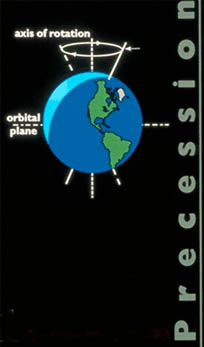 axis of rotation
orbital
plane
Precession